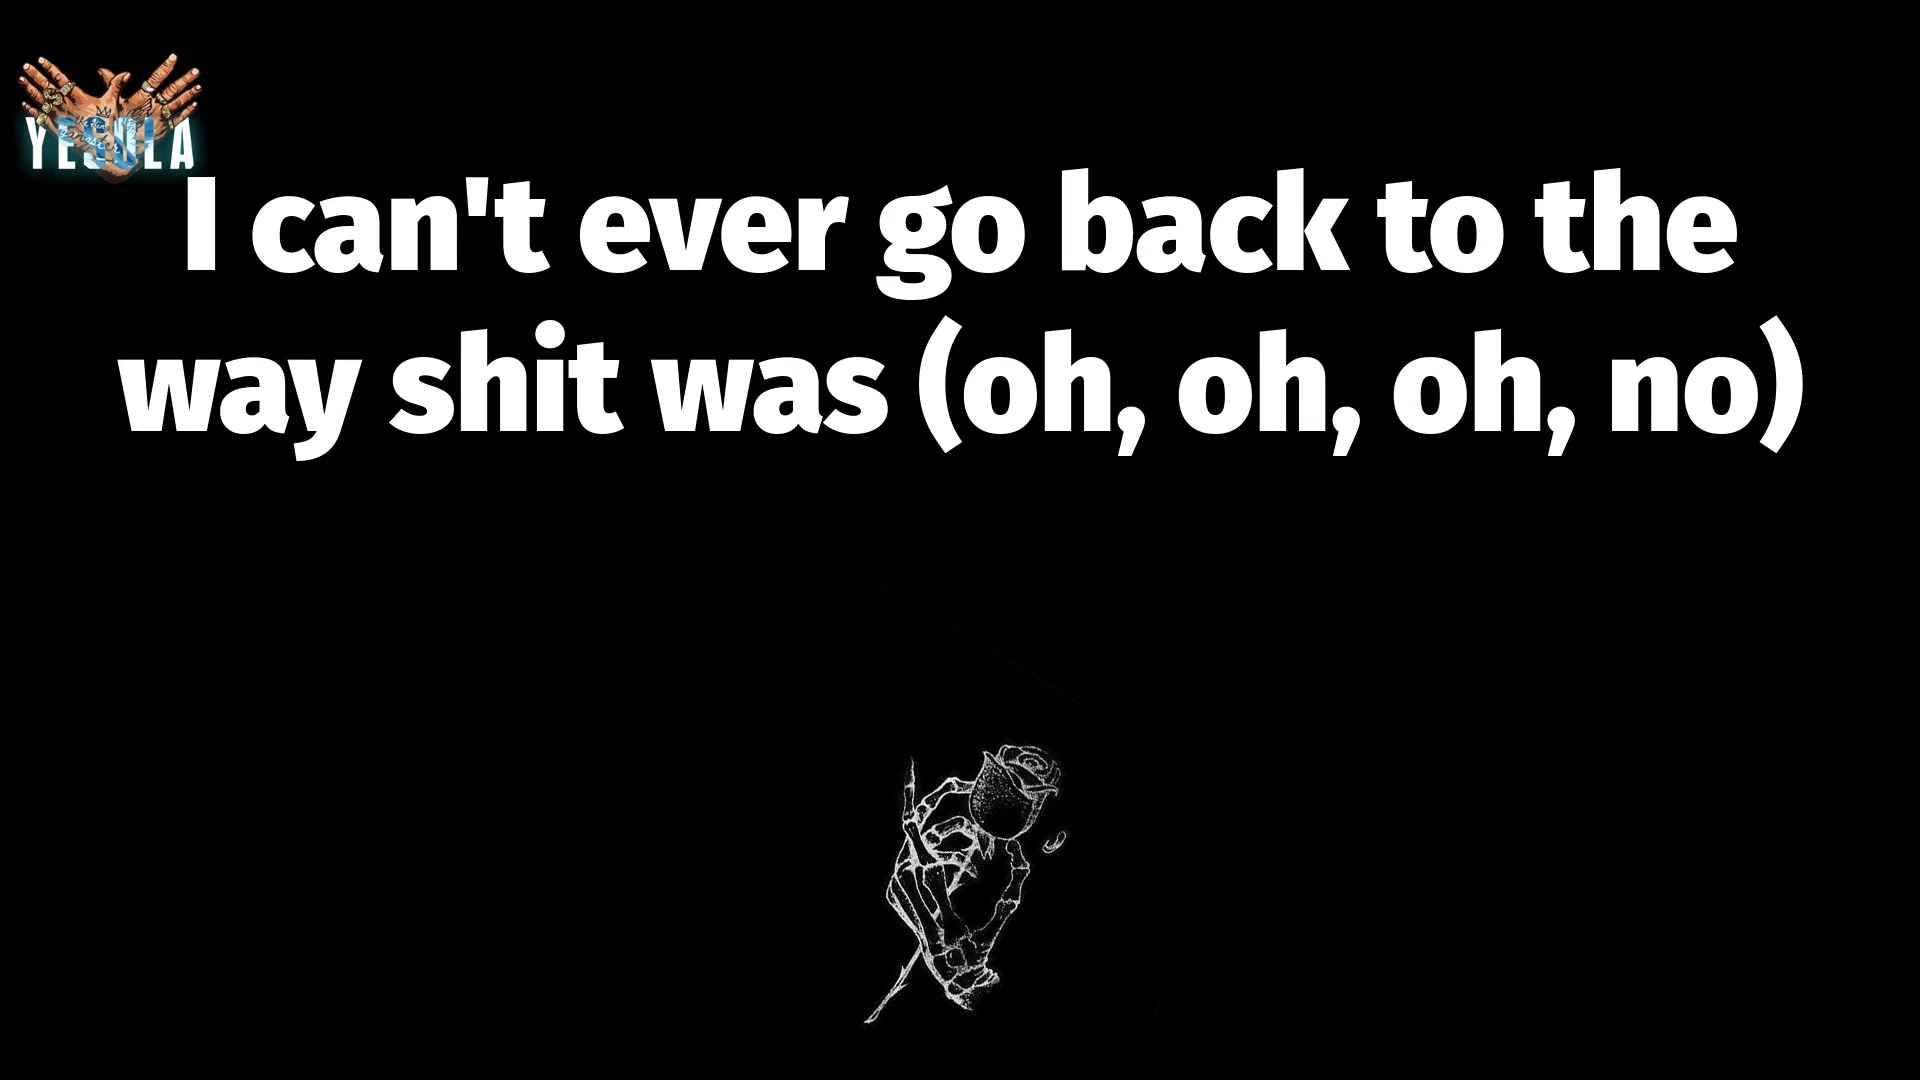 YESULA
I can't ever go back to the
way shit was (oh, oh, oh, no)